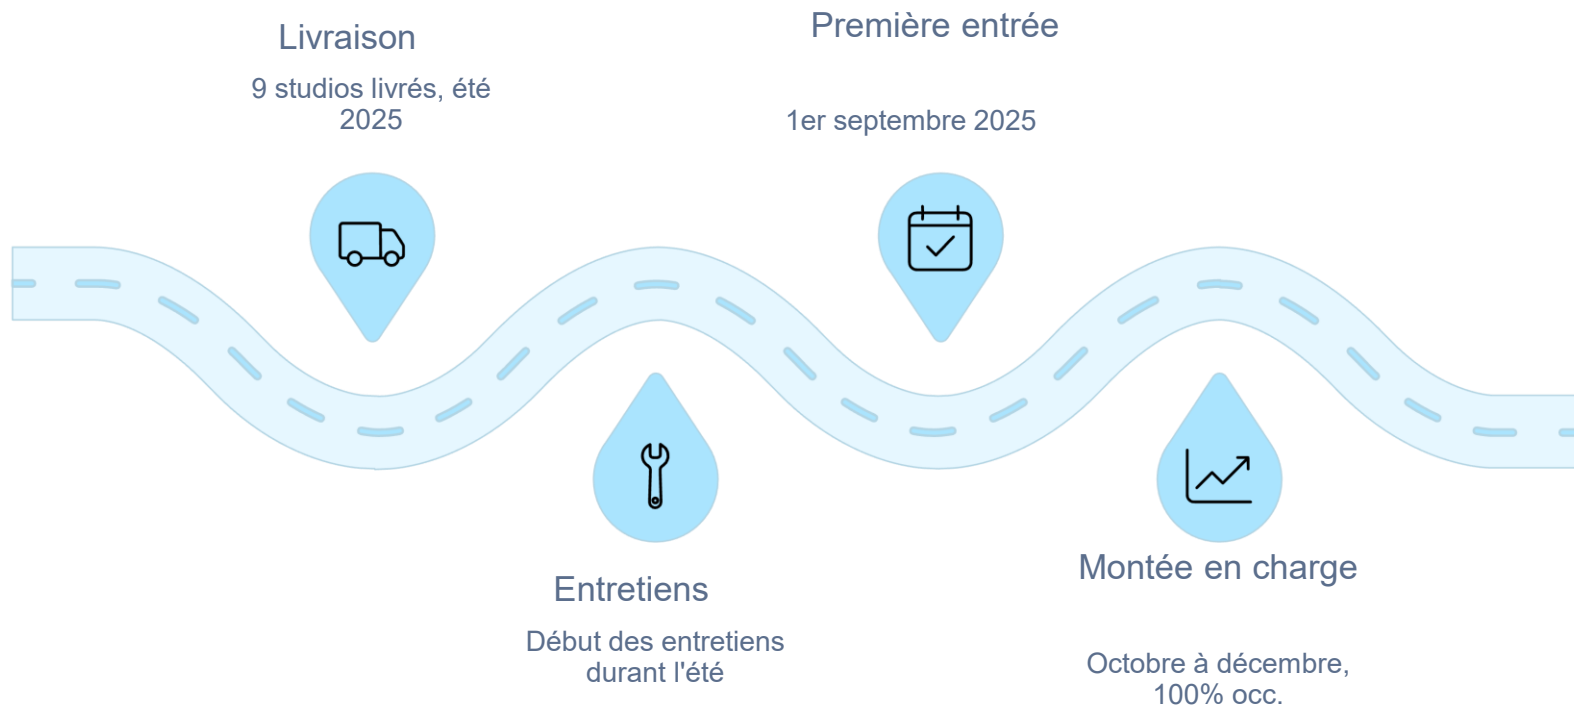 Livraison
9 studios livrés, été
2025
Entretiens
Début des entretiens
durant l'été
Première entrée
1er septembre 2025
Montée en charge
Octobre à décembre,
100% occ.